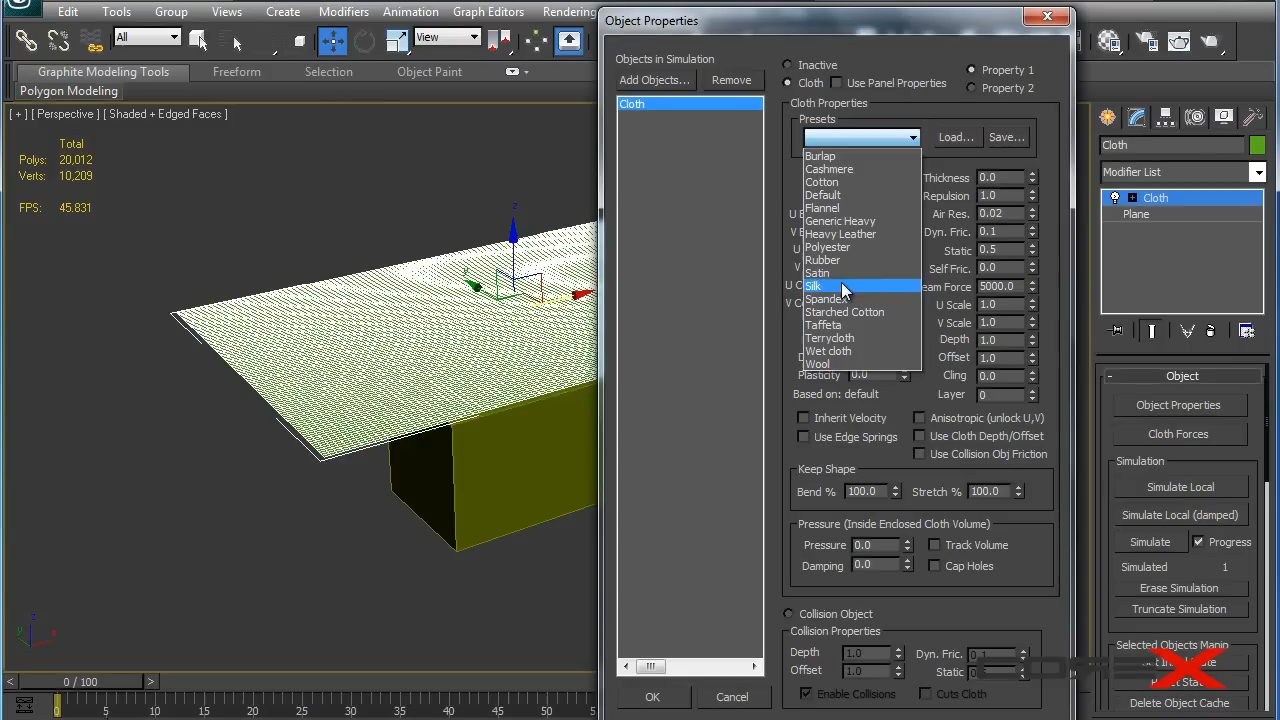 Edit Tools Group Views Create Modifiers Animation Graph Editors Rendering
All
View
Graphite Modeling Tools Freeform Selection Object Paint
Polygon Modeling
[ + ] [ Perspective ] [ Shaded + Edged Faces ]
Total
Polys: 20,012
Verts: 10,209
FPS: 45.831
z
y
x
z
y
x
0 / 100
0 5 10 15 20 25 30 35 40 45 50 55
Object Properties
Objects in Simulation
Add Objects... Remove
Cloth
OK Cancel
Inactive
Cloth Use Panel Properties
Property 1
Property 2
Cloth Properties
Presets
Load... Save...
Burlap
Cashmere
Cotton
Default
Flannel
Generic Heavy
Heavy Leather
Polyester
Rubber
Satin
Silk
Spandex
Starched Cotton
Taffeta
Terrycloth
Wet cloth
Wool
Thickness 0.0
Repulsion 1.0
Air Res. 0.02
Dyn. Fric. 0.1
Static 0.5
Self Fric. 0.0
5000.0
U Scale 1.0
V Scale 1.0
Depth 1.0
Offset 1.0
Plasticity 0.0 Cling 0.0
Based on: default Layer 0
Inherit Velocity Anisotropic (unlock U,V)
Use Edge Springs Use Cloth Depth/Offset
Use Collision Obj Friction
Keep Shape
Bend % 100.0 Stretch % 100.0
Pressure (Inside Enclosed Cloth Volume)
Pressure 0.0 Track Volume
Damping 0.0 Cap Holes
Collision Object
Collision Properties
Depth 1.0 Dyn. Fric. 0.1
Offset 1.0 Static
Enable Collisions Cuts Cloth
Cloth
Modifier List
Cloth
Plane
Object
Object Properties
Cloth Forces
Simulation
Simulate Local
Simulate Local (damped)
Simulate Progress
Simulated 1
Erase Simulation
Truncate Simulation
Selected Objects Manip
Delete Object Cache